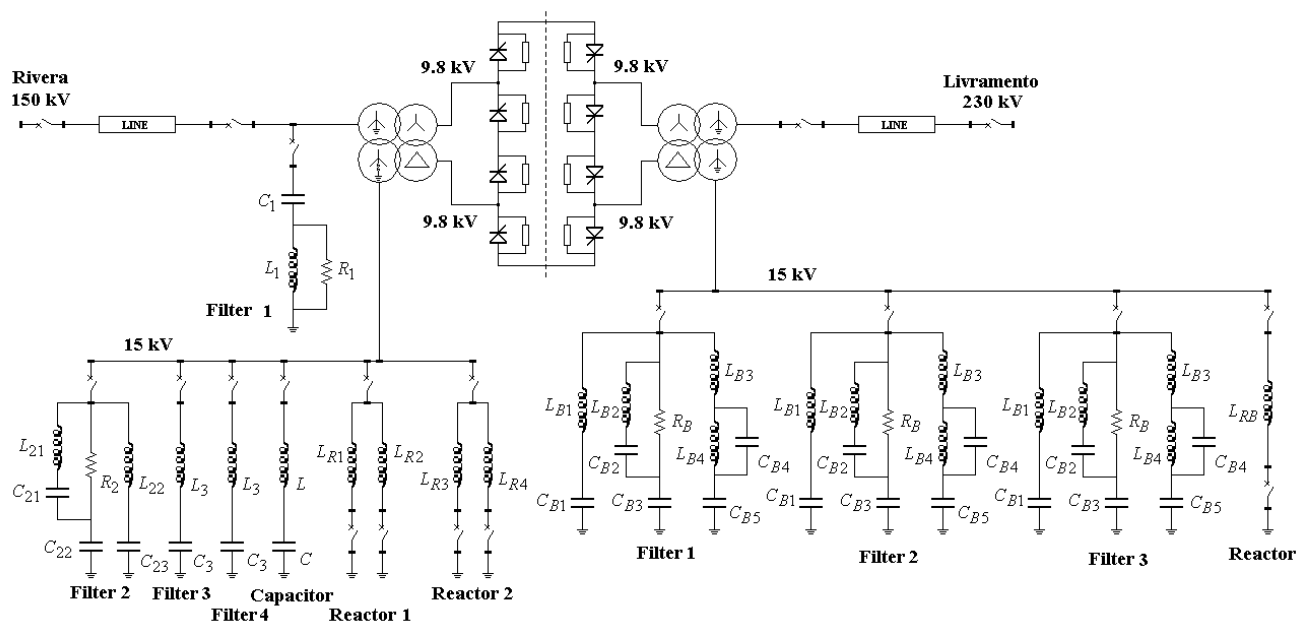 9.8 kV
9.8 kV
Rivera
150 kV
Livramento
230 kV
LINE
LINE
C1
9.8 kV
9.8 kV
L1
R1
15 kV
Filter 1
15 kV
LB3
LB3
LB3
LB1
LB2
RB
LB1
LB2
RB
LB1
LB2
RB
LRB
L21
R2
L22
L3
L3
L
LR1
LR2
LR3
LR4
CB2
LB4
CB4
CB2
LB4
CB4
CB2
LB4
CB4
C21
CB1
CB3
CB5
CB1
CB3
CB5
CB1
CB3
CB5
C22
C23
C3
C3
C
Filter 1
Filter 2
Filter 3
Reactor
Filter 2
Filter 3
Capacitor
Reactor 2
Filter 4
Reactor 1